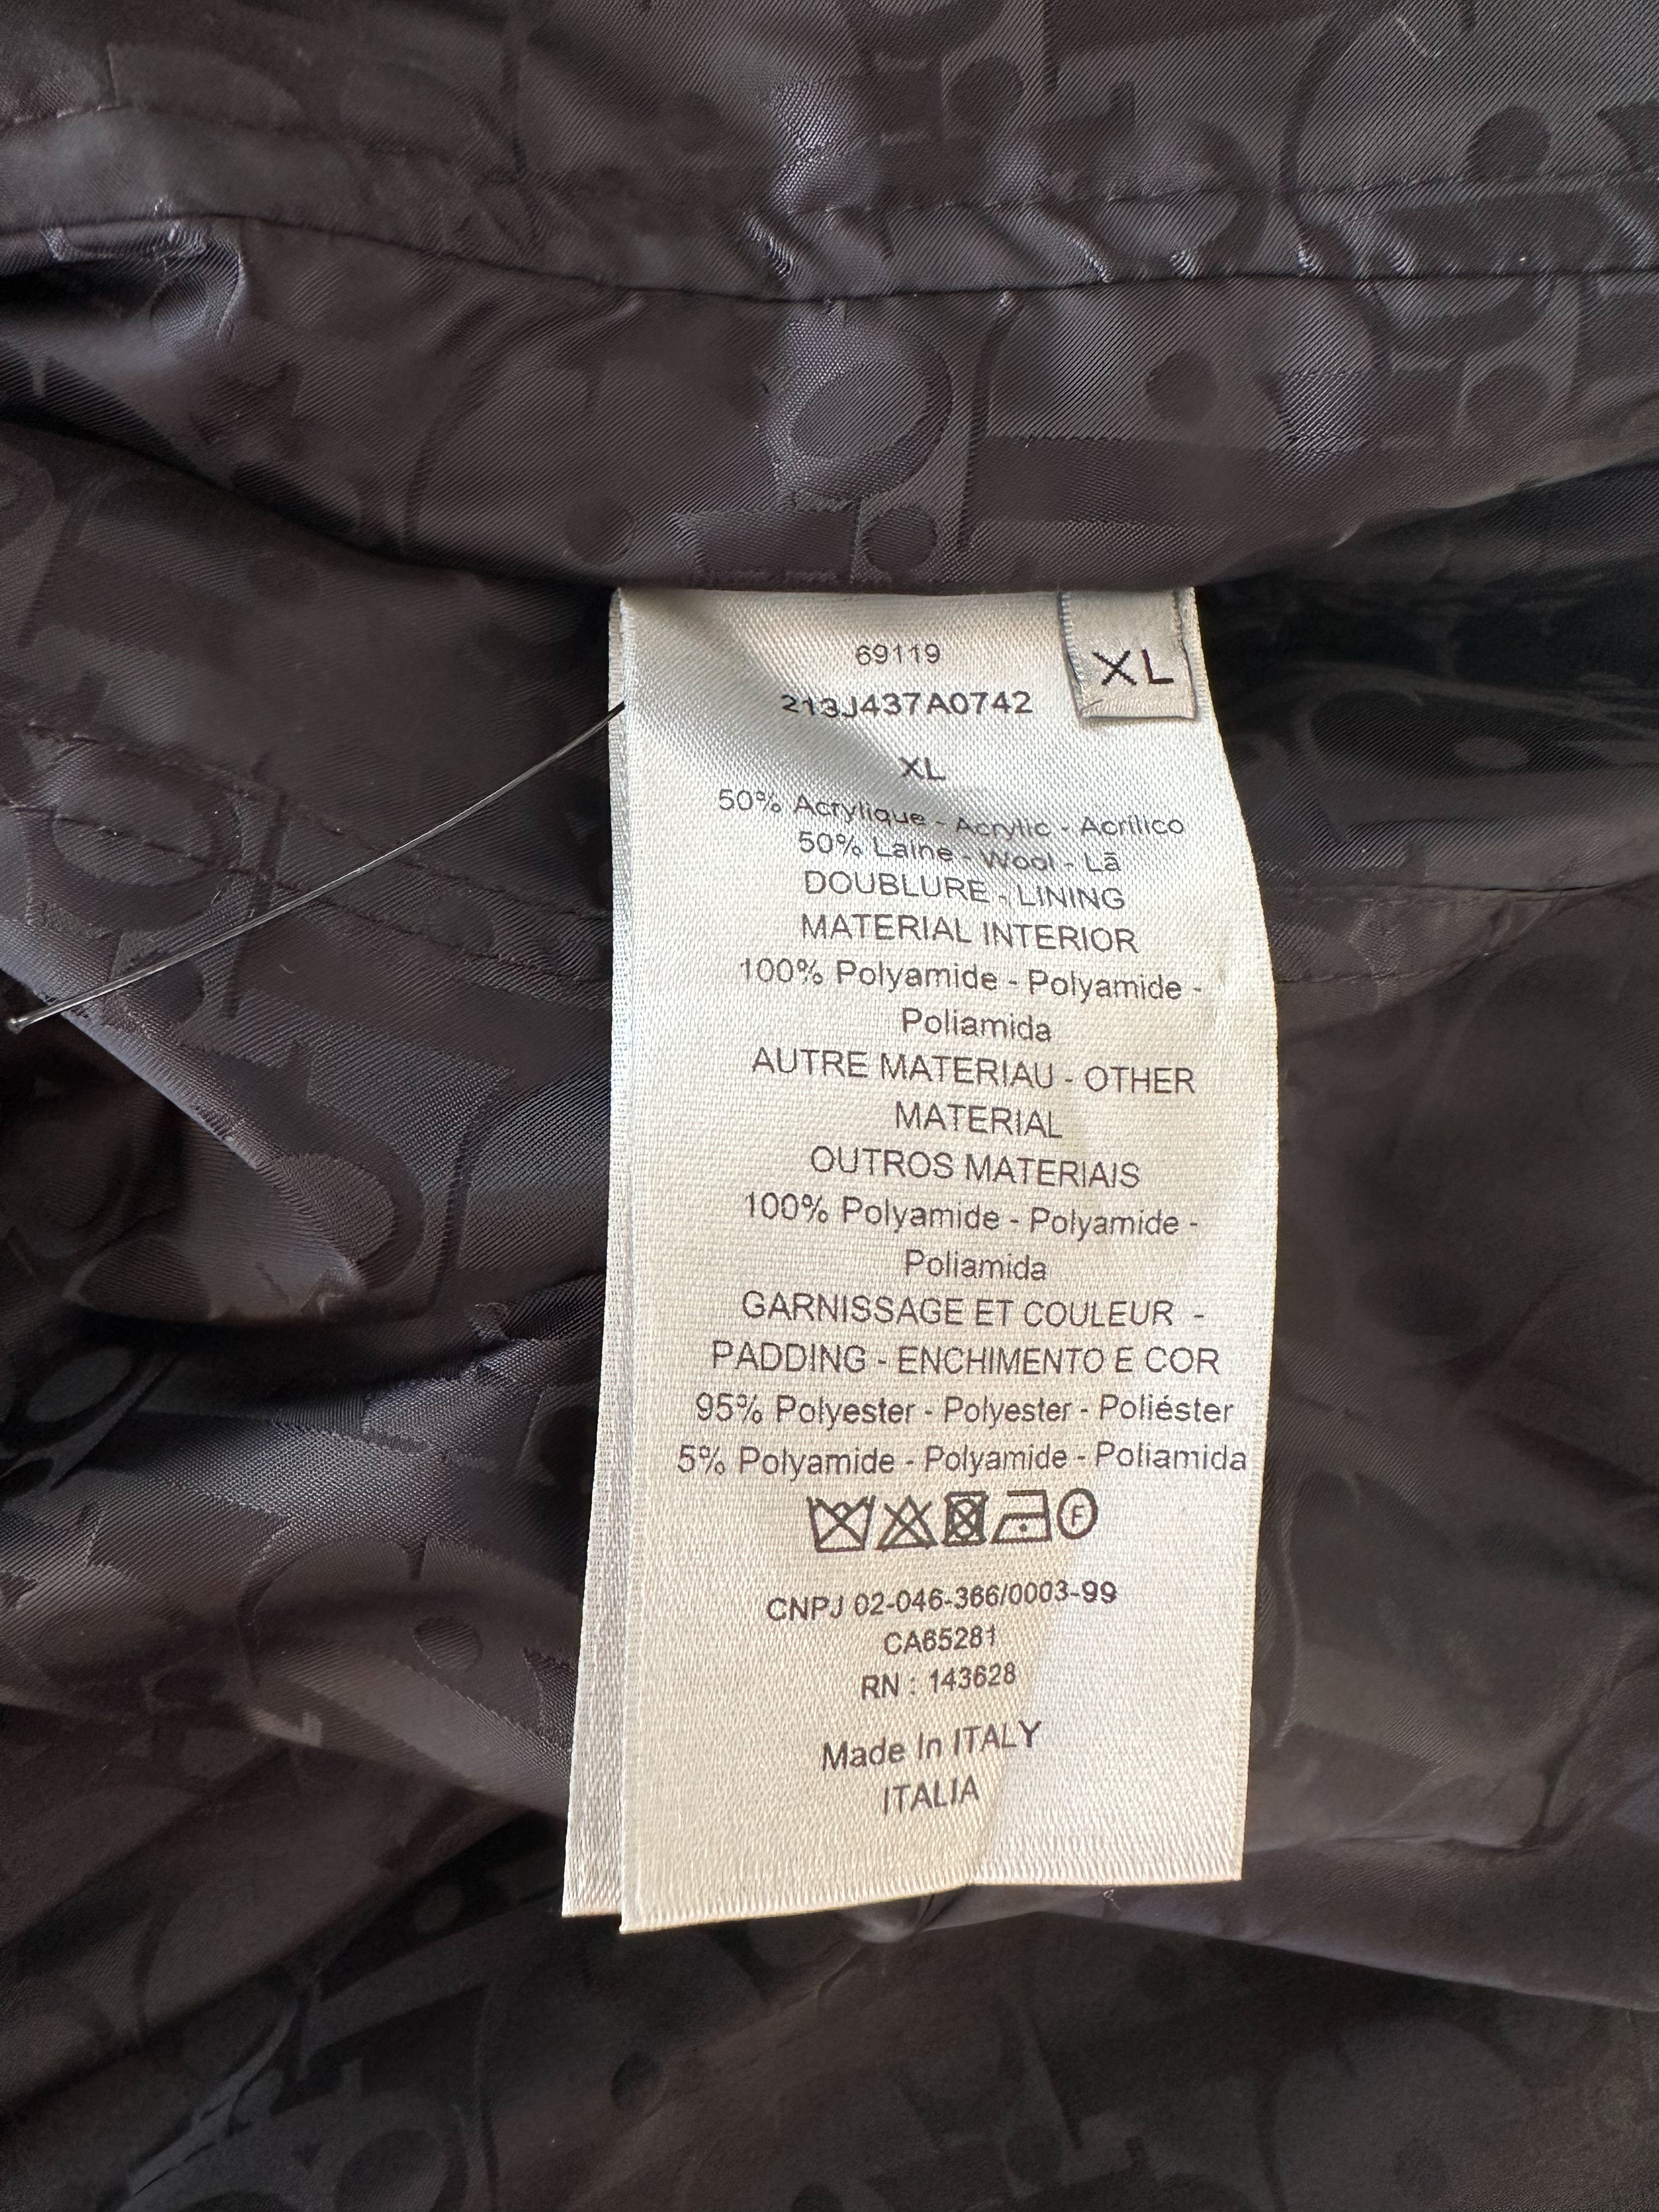 69119
XL
213J437A0742
XL
50% Acrylique - Acrylic - Acrílico
50% Laine - Wool - Lã
DOUBLURE - LINING
MATERIAL INTERIOR
100% Polyamide - Polyamide -
Poliamida
AUTRE MATERIAU - OTHER
MATERIAL
OUTROS MATERIAIS
100% Polyamide - Polyamide -
Poliamida
GARNISSAGE ET COULEUR -
PADDING - ENCHIMENTO E COR
95% Polyester - Polyester - Poliéster
5% Polyamide - Polyamide - Poliamida
F
CNPJ 02-046-366/0003-99
CA65281
RN : 143628
Made In ITALY
ITALIA